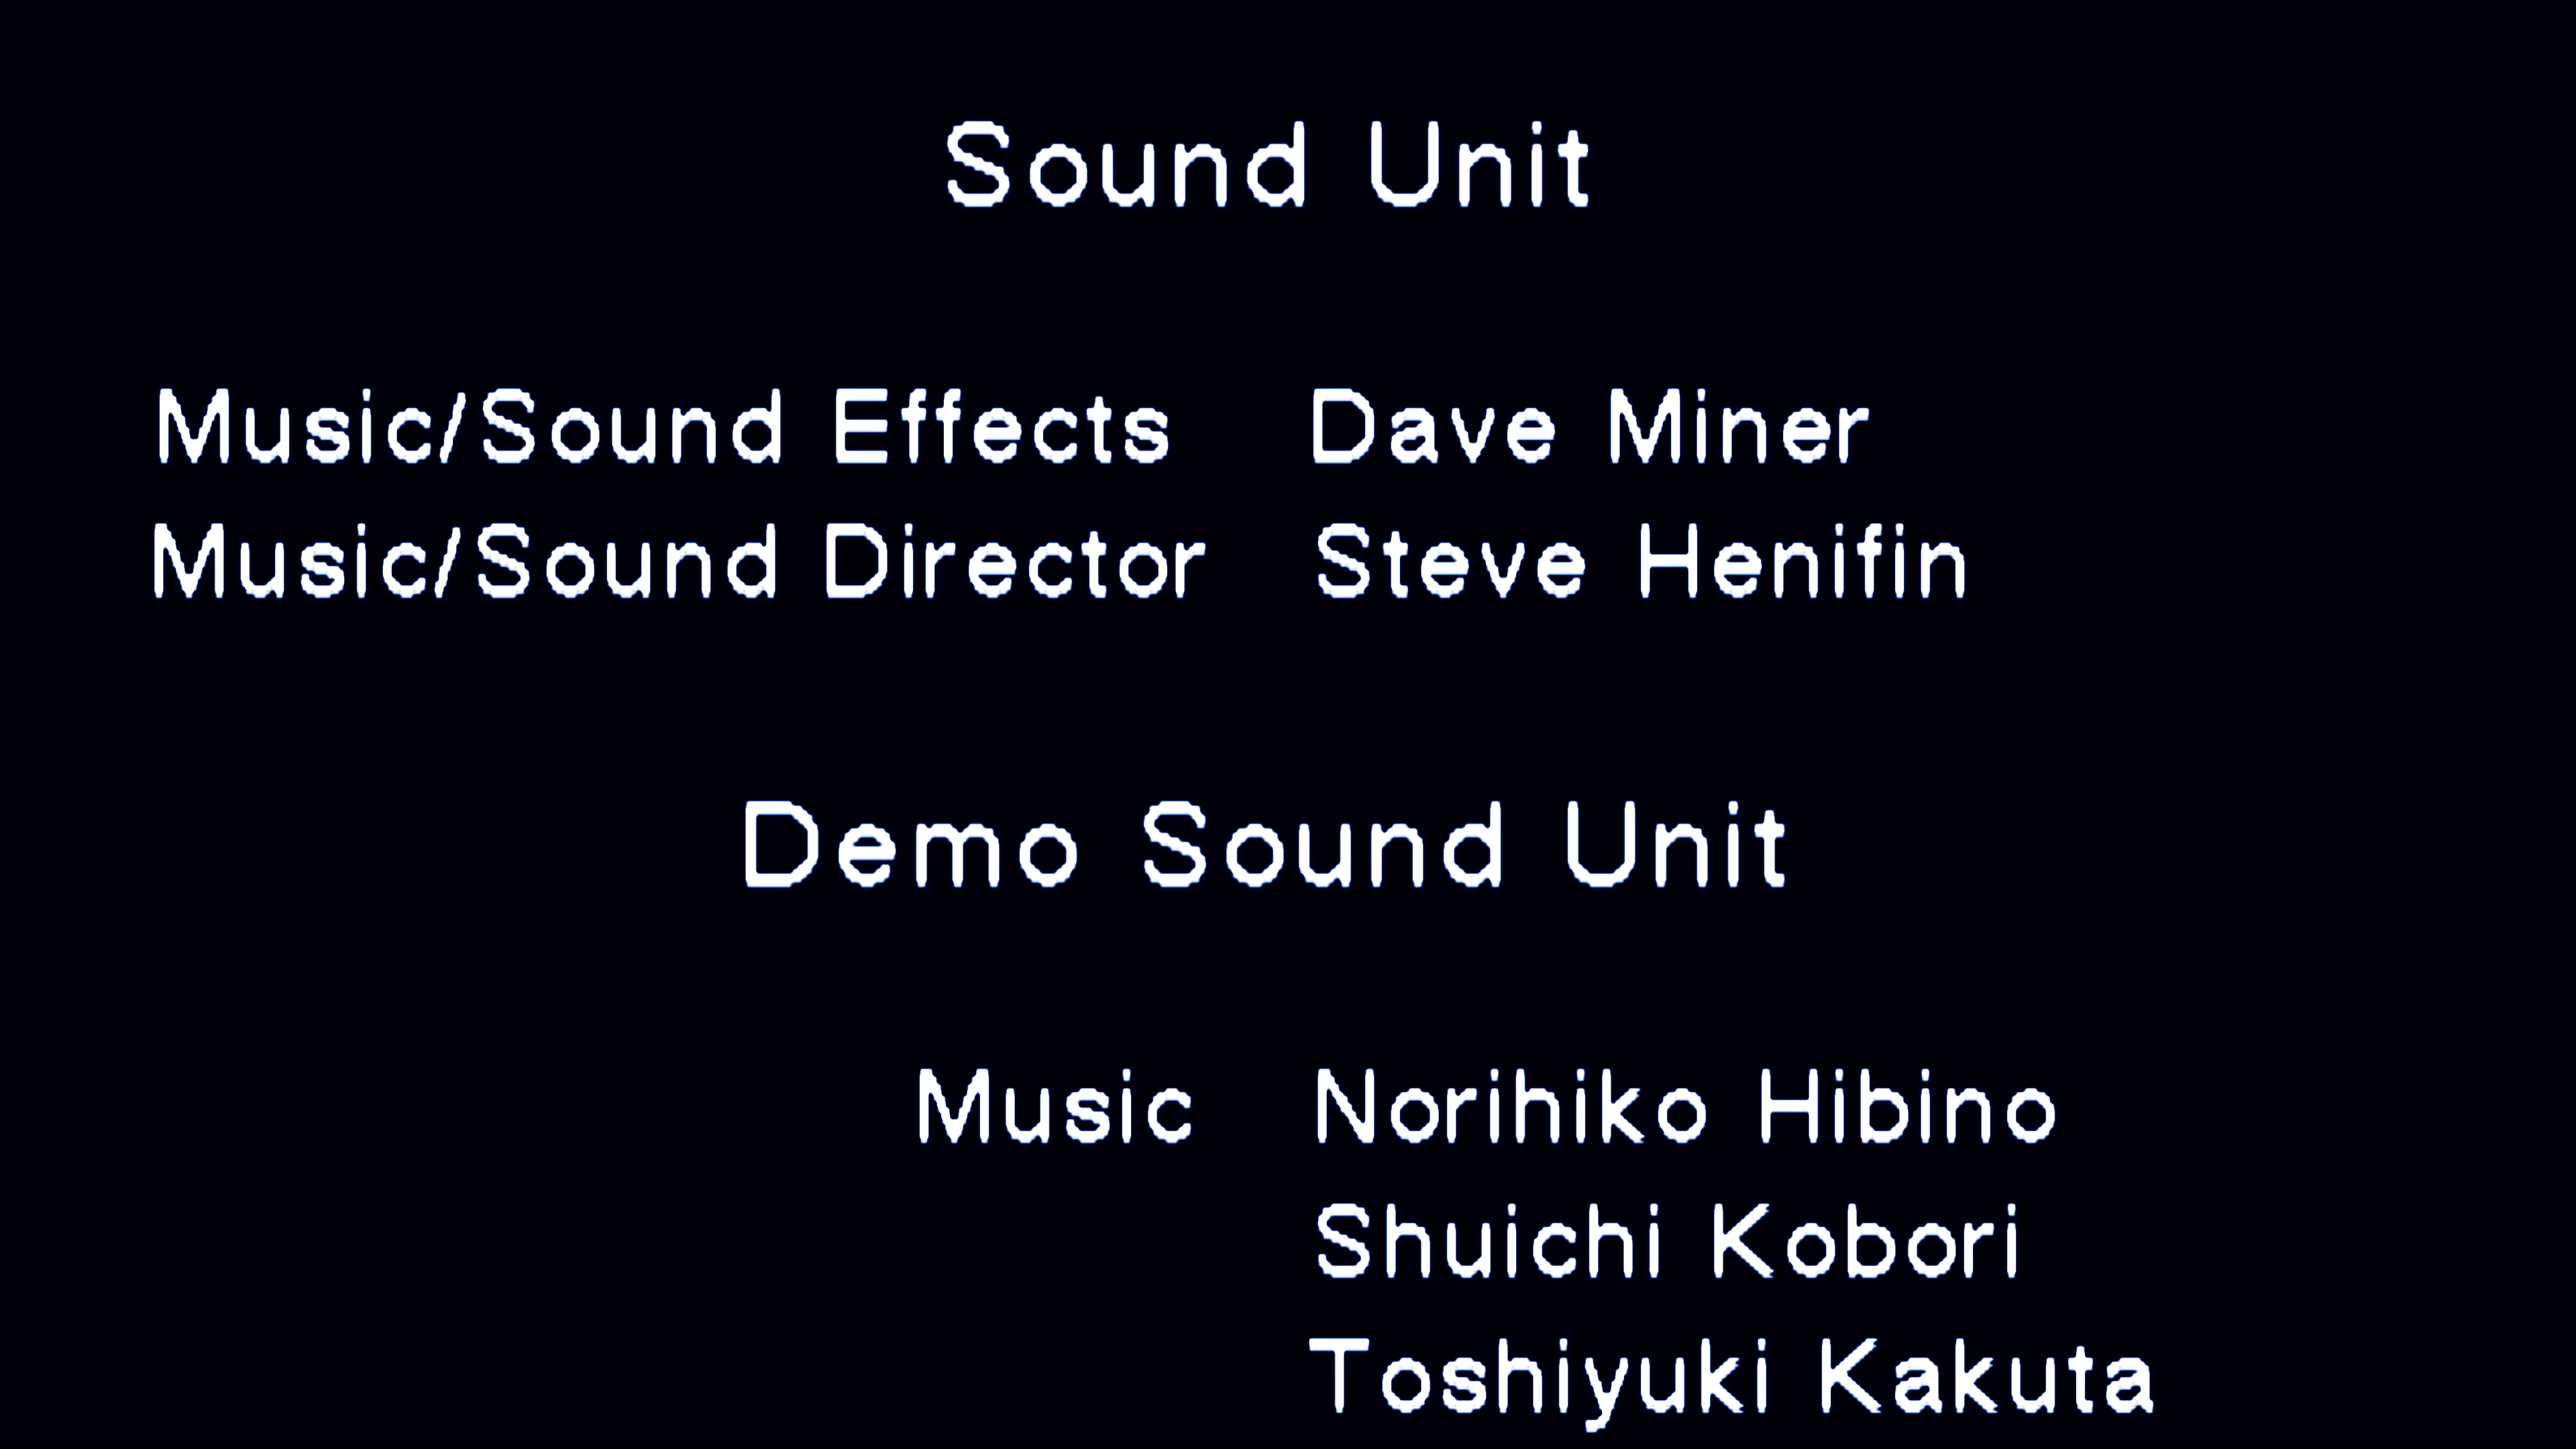 Sound Unit
Music/Sound Effects Dave Miner
Music/Sound Director Steve Henifin
Demo Sound Unit
Music Norihiko Hibino
Shuichi Kobori
Toshiyuki Kakuta